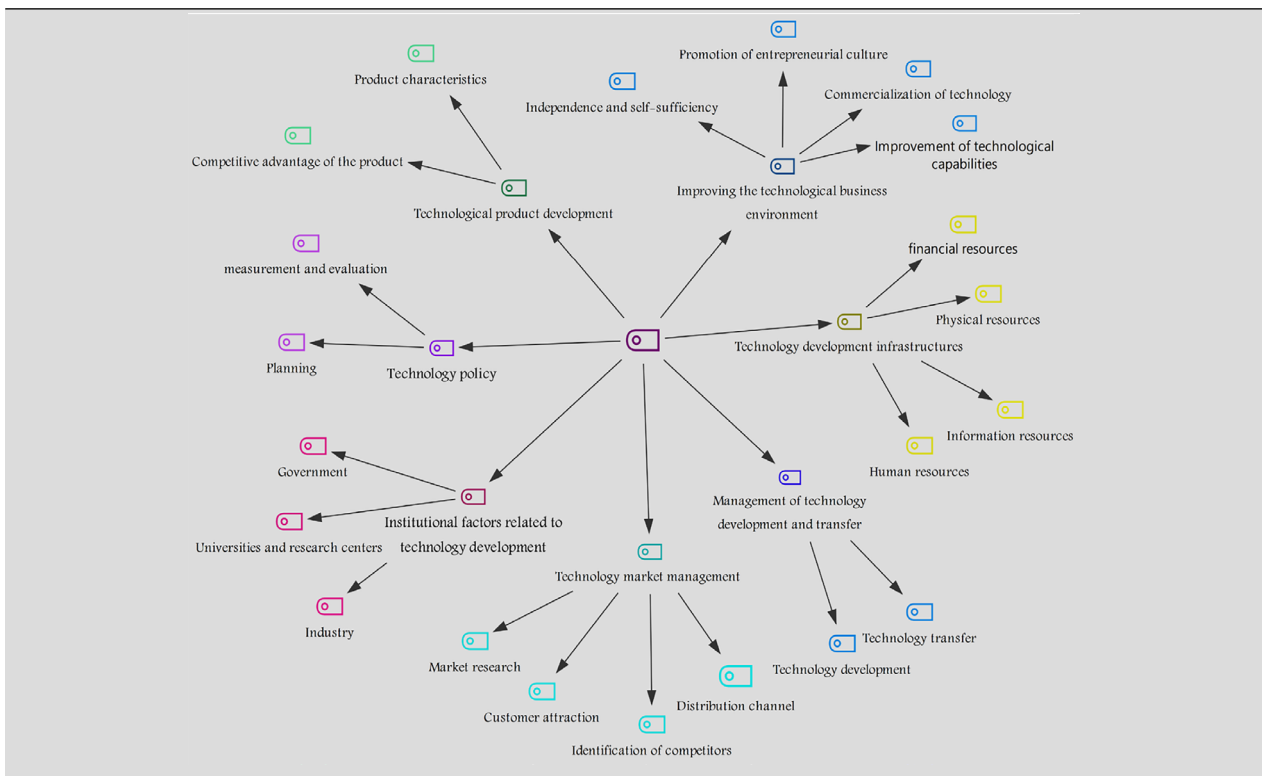 Promotion of entrepreneurial culture
Product characteristics
Commercialization of technology
Independence and self-sufficiency
Improvement of technological
capabilities
Competitive advantage of the product
Improving the technological business
environment
Technological product development
financial resources
measurement and evaluation
Physical resources
Technology development infrastructures
Planning
Technology policy
Information resources
Human resources
Government
Management of technology
development and transfer
Institutional factors related to
technology development
Universities and research centers
Technology market management
Industry
Technology transfer
Market research
Technology development
Distribution channel
Customer attraction
Identification of competitors